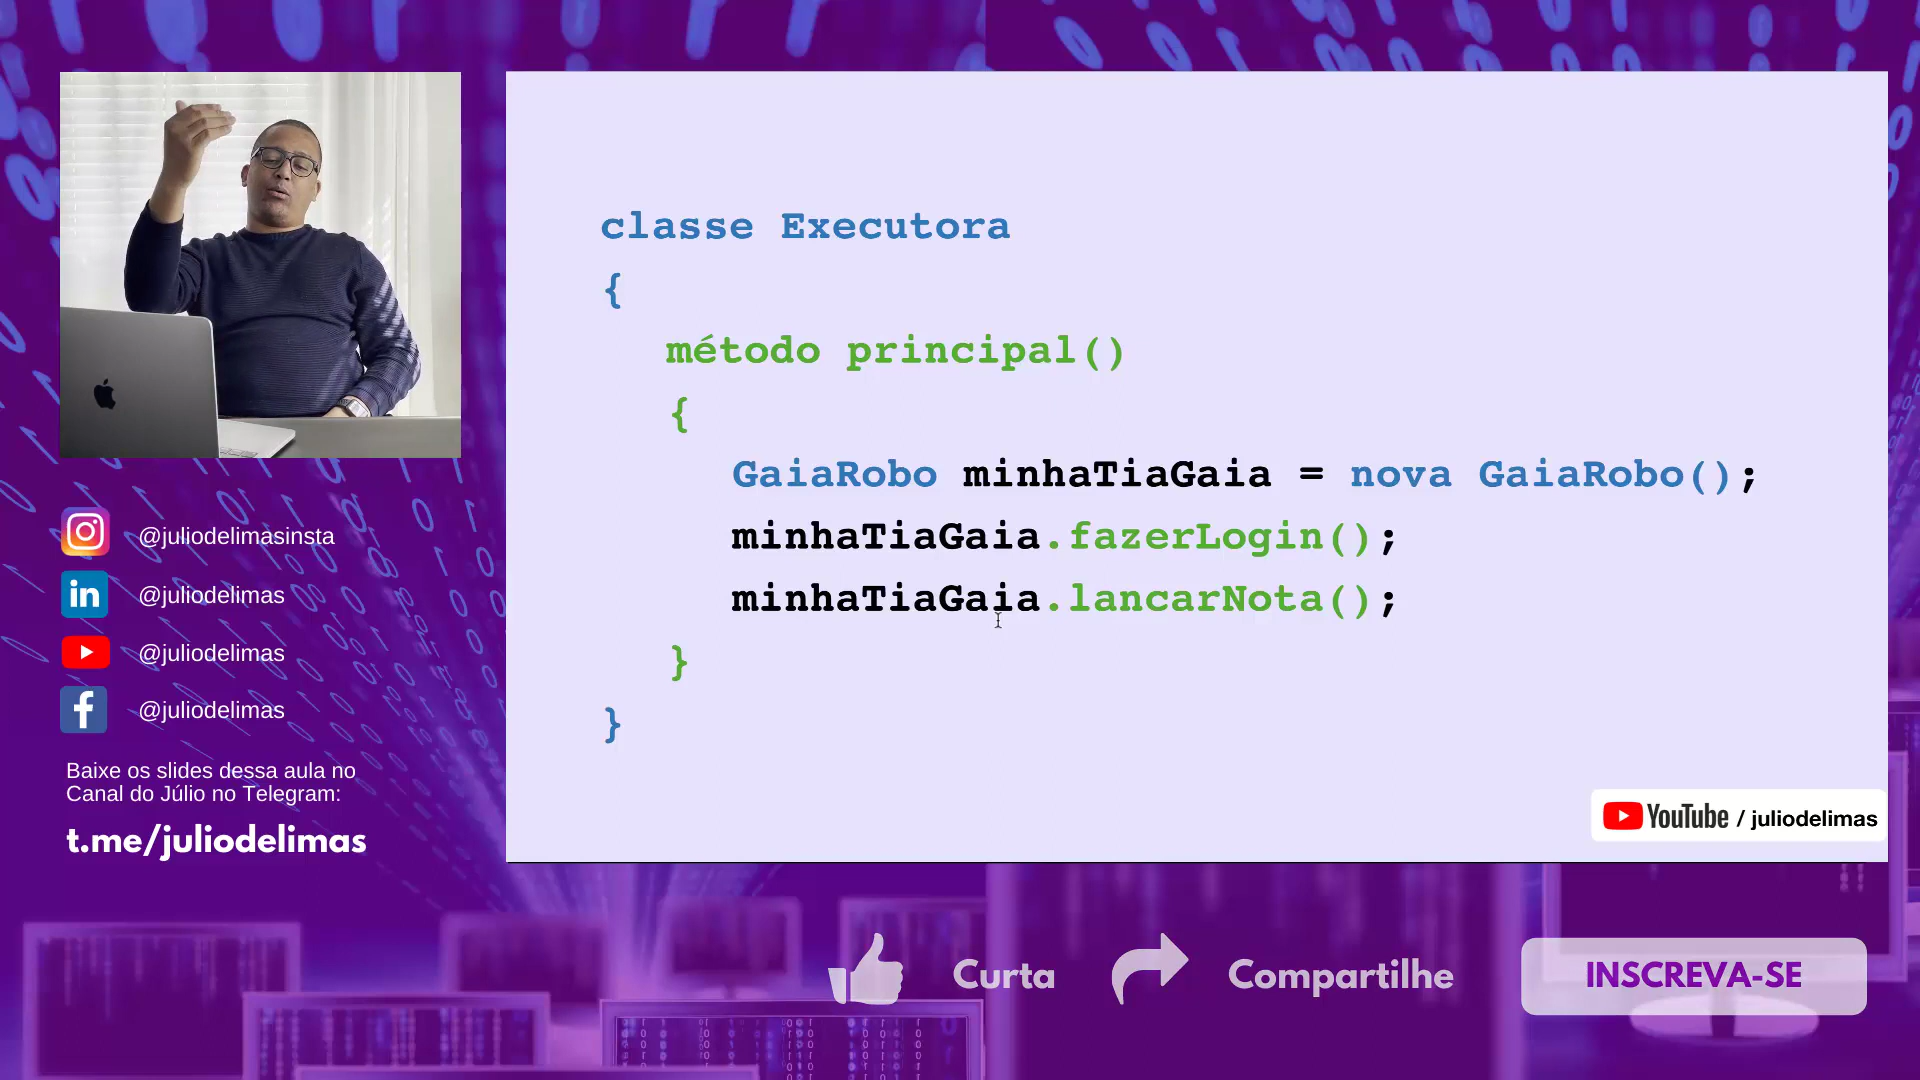 classe Executora
{
método principal()
{
GaiaRobo minhaTiaGaia = nova GaiaRobo();
minhaTiaGaia.fazerLogin();
minhaTiaGaia.lancarNota();
}
}
@juliodelimasinsta
@juliodelimas
@juliodelimas
@juliodelimas
Baixe os slides dessa aula no
Canal do Júlio no Telegram:
t.me/juliodelimas
YouTube / juliodelimas
Curta
Compartilhe
INSCREVA-SE